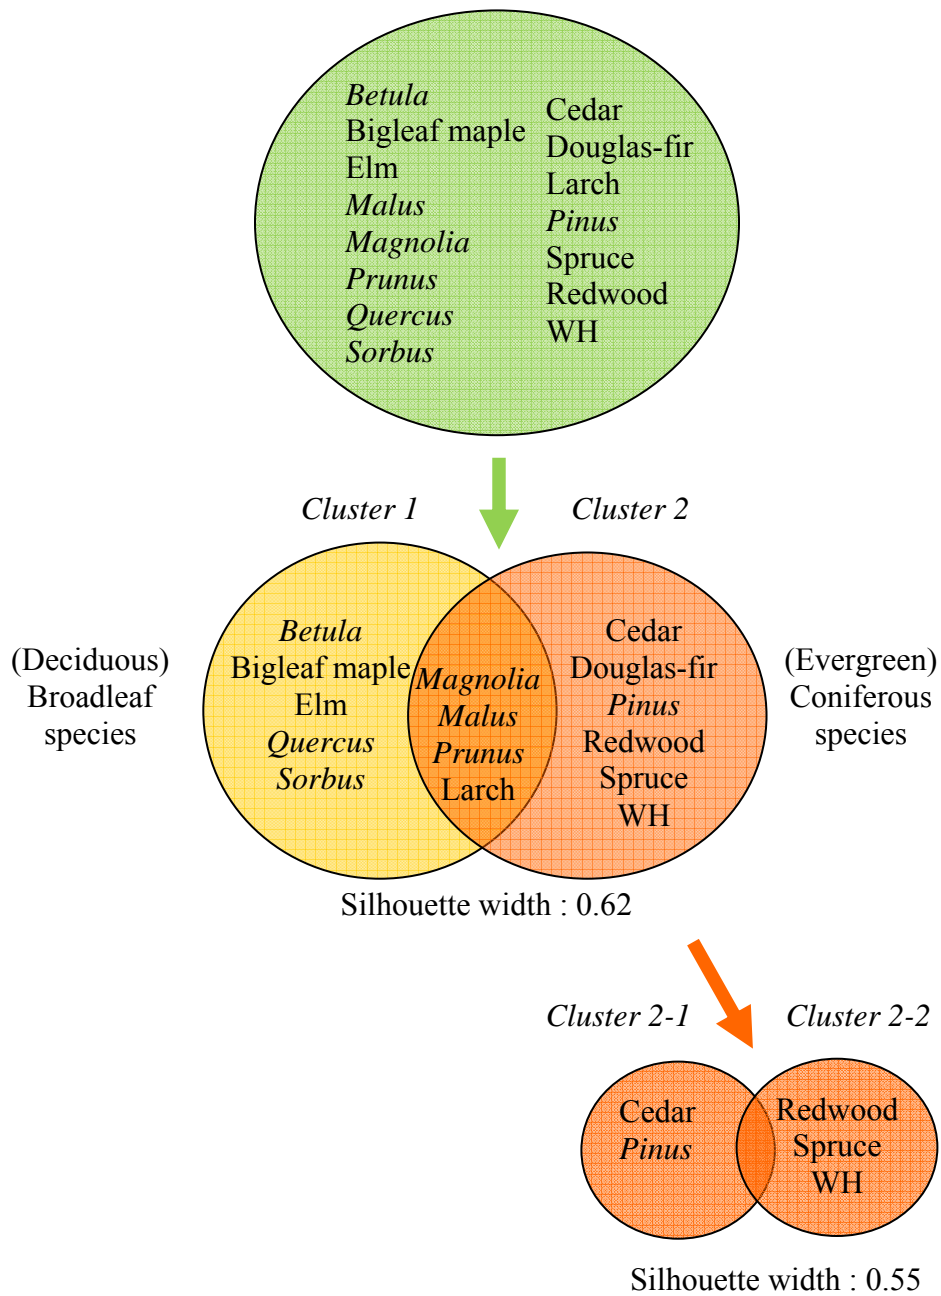 Betula
Bigleaf maple
Elm
Malus
Magnolia
Prunus
Quercus
Sorbus
Cedar
Douglas-fir
Larch
Pinus
Spruce
Redwood
WH
Cluster 1
Cluster 2
(Deciduous)
Broadleaf
species
Betula
Bigleaf maple
Elm
Quercus
Sorbus
Magnolia
Malus
Prunus
Larch
Cedar
Douglas-fir
Pinus
Redwood
Spruce
WH
(Evergreen)
Coniferous
species
Silhouette width : 0.62
Cluster 2-1
Cluster 2-2
Cedar
Pinus
Redwood
Spruce
WH
Silhouette width : 0.55